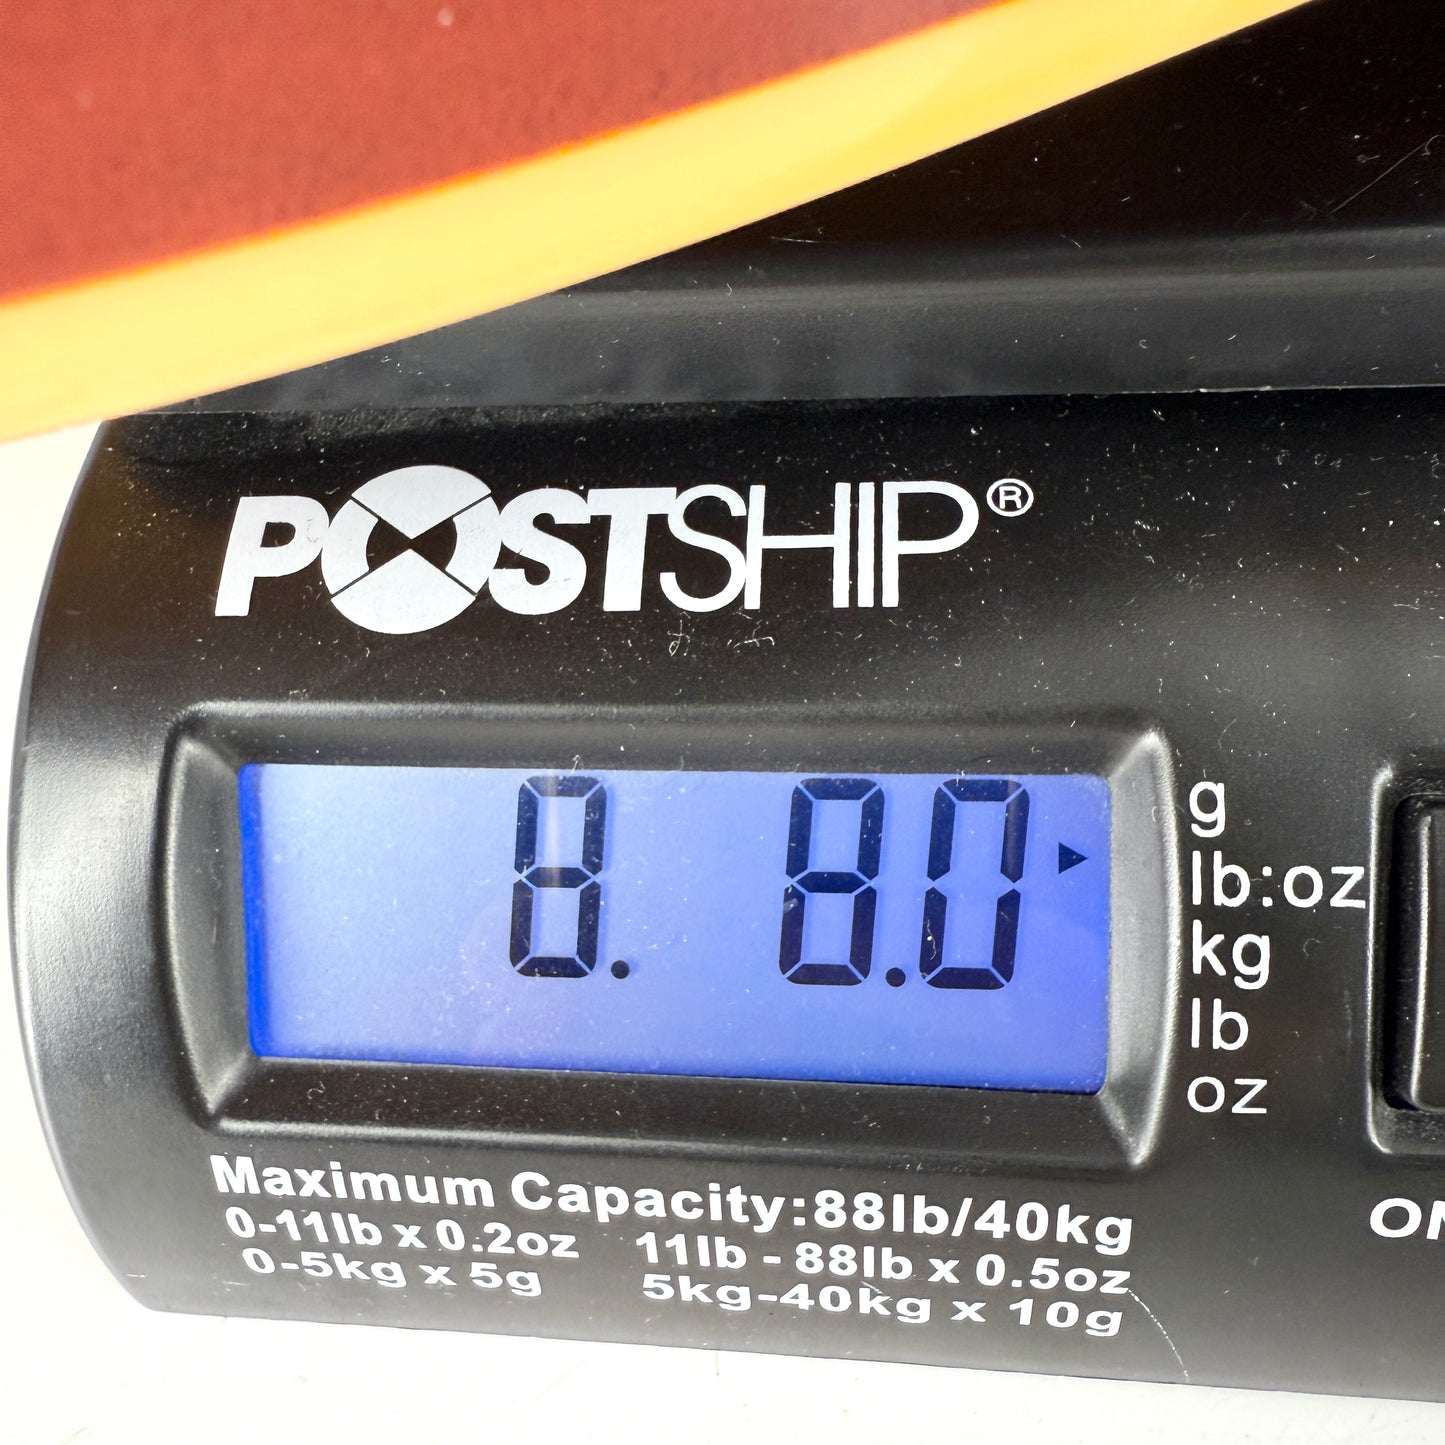 POSTSHIP®
8. 8.0
g
lb:oz
kg
lb
oz
Maximum Capacity:88lb/40kg
0-11lb x 0.2oz 11lb - 88lb x 0.5oz
0-5kg x 5g 5kg-40kg x 10g